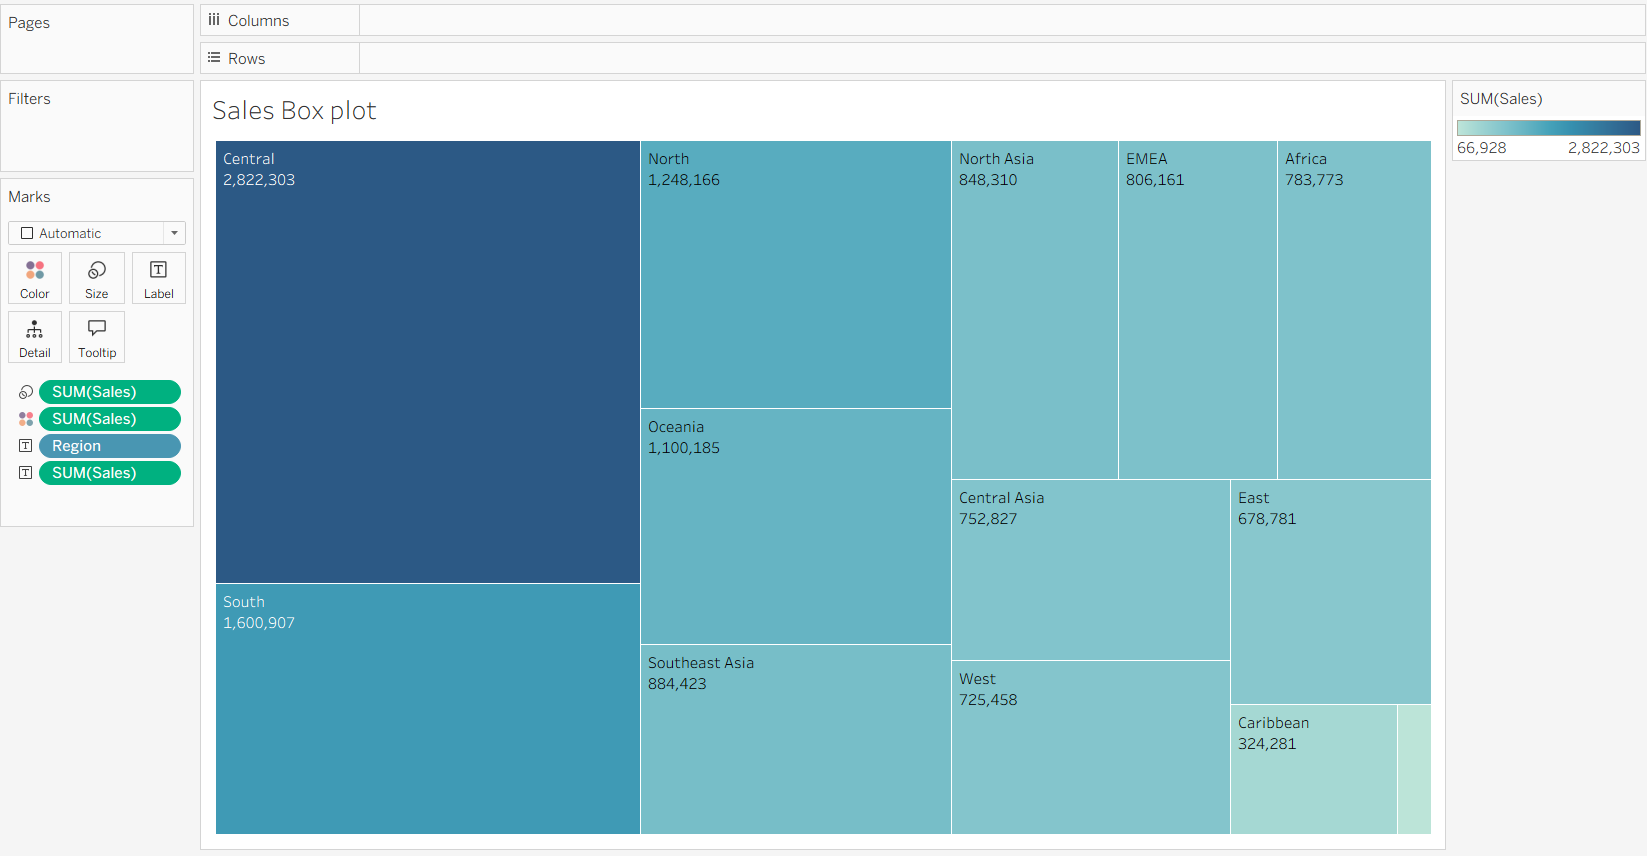 Pages
Columns
Rows
Filters
Marks
Automatic
Color
Size
Label
Detail
Tooltip
SUM(Sales)
SUM(Sales)
Region
SUM(Sales)
Sales Box plot
Central
2,822,303
South
1,600,907
North
1,248,166
Oceania
1,100,185
Southeast Asia
884,423
North Asia
848,310
EMEA
806,161
Africa
783,773
Central Asia
752,827
West
725,458
East
678,781
Caribbean
324,281
SUM(Sales)
66,928
2,822,303